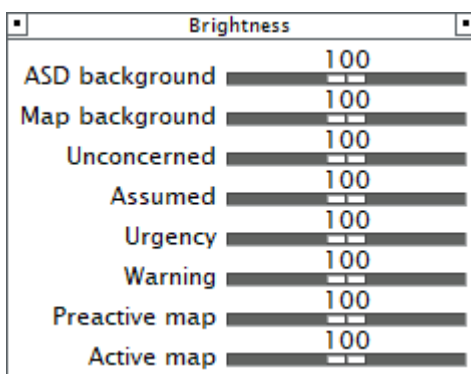 Brightness
100
ASD background
100
Map background
100
Unconcerned
100
Assumed
100
Urgency
100
Warning
100
Preactive map
100
Active map